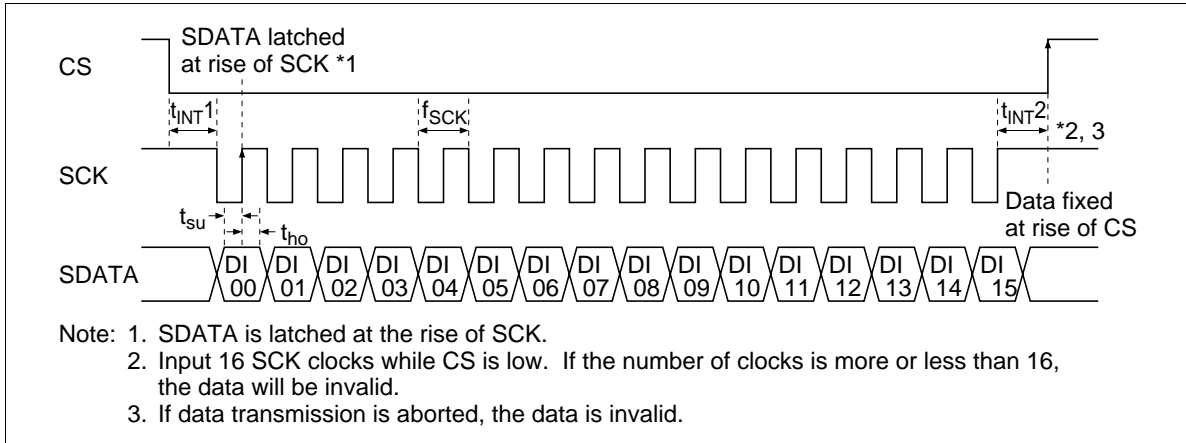 SDATA latched
at rise of SCK *1
CS
tINT1
fSCK
tINT2
*2, 3
SCK
Data fixed
at rise of CS
tsu
tho
SDATA
DI 00
DI 01
DI 02
DI 03
DI 04
DI 05
DI 06
DI 07
DI 08
DI 09
DI 10
DI 11
DI 12
DI 13
DI 14
DI 15
Note: 1. SDATA is latched at the rise of SCK.
2. Input 16 SCK clocks while CS is low. If the number of clocks is more or less than 16,
the data will be invalid.
3. If data transmission is aborted, the data is invalid.